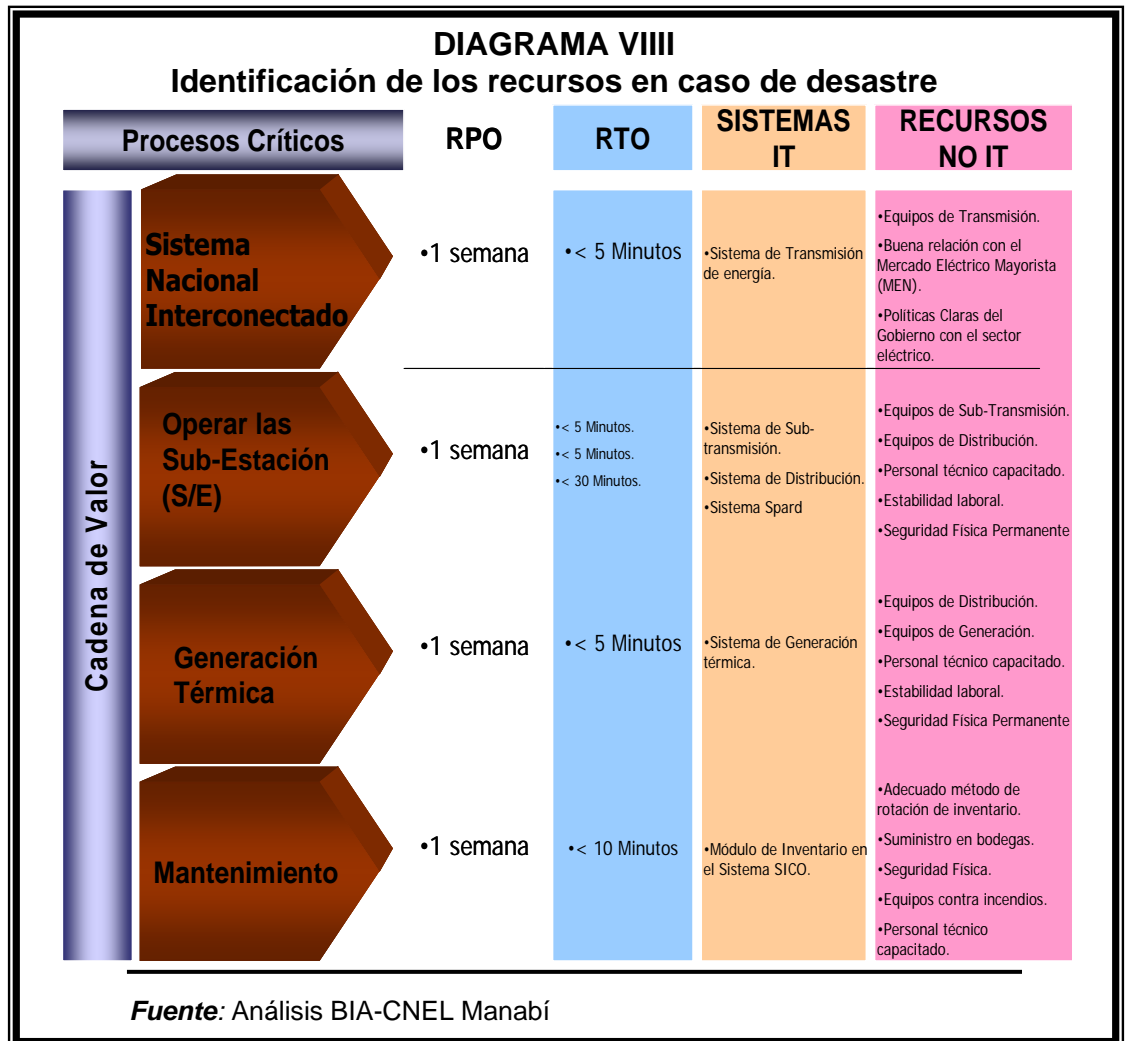 DIAGRAMA VIIII
Identificación de los recursos en caso de desastre
Procesos Críticos
RPO
RTO
SISTEMAS
IT
RECURSOS
NO IT
Cadena de Valor
Sistema
Nacional
Interconectado
•1 semana
•< 5 Minutos
•Sistema de Transmisión
de energía.
•Equipos de Transmisión.
•Buena relación con el
Mercado Eléctrico Mayorista
(MEN).
•Políticas Claras del
Gobierno con el sector
eléctrico.
Operar las
Sub-Estación
(S/E)
•1 semana
•< 5 Minutos.
•< 5 Minutos.
•< 30 Minutos.
•Sistema de Sub-
transmisión.
•Sistema de Distribución.
•Sistema Spard
•Equipos de Sub-Transmisión.
•Equipos de Distribución.
•Personal técnico capacitado.
•Estabilidad laboral.
•Seguridad Física Permanente
Generación
Térmica
•1 semana
•< 5 Minutos
•Sistema de Generación
térmica.
•Equipos de Distribución.
•Equipos de Generación.
•Personal técnico capacitado.
•Estabilidad laboral.
•Seguridad Física Permanente
Mantenimiento
•1 semana
•< 10 Minutos
•Módulo de Inventario en
el Sistema SICO.
•Adecuado método de
rotación de inventario.
•Suministro en bodegas.
•Seguridad Física.
•Equipos contra incendios.
•Personal técnico
capacitado.
Fuente: Análisis BIA-CNEL Manabí